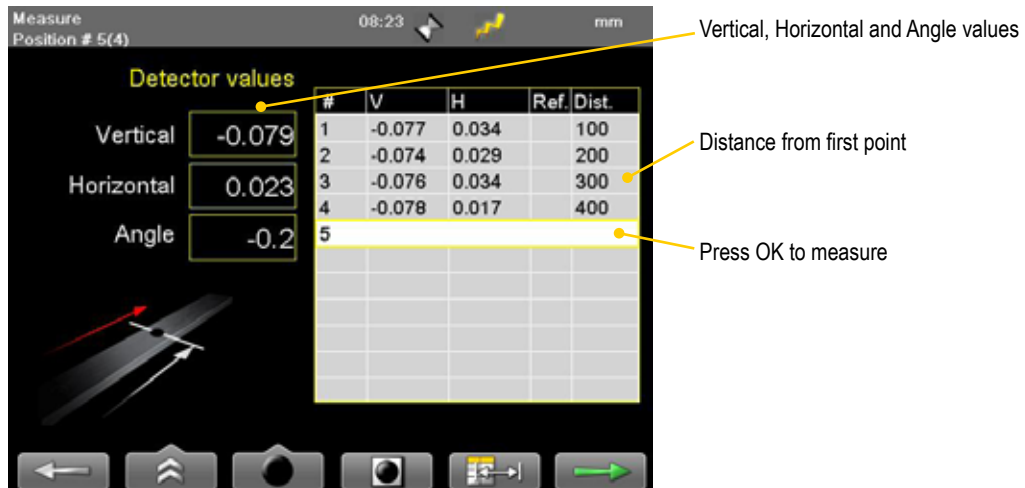 Measure
Position # 5(4)
08:23
mm
Detector values
Vertical -0.079
Horizontal 0.023
Angle -0.2
# V H Ref. Dist.
1 -0.077 0.034 100
2 -0.074 0.029 200
3 -0.076 0.034 300
4 -0.078 0.017 400
5
Vertical, Horizontal and Angle values
Distance from first point
Press OK to measure